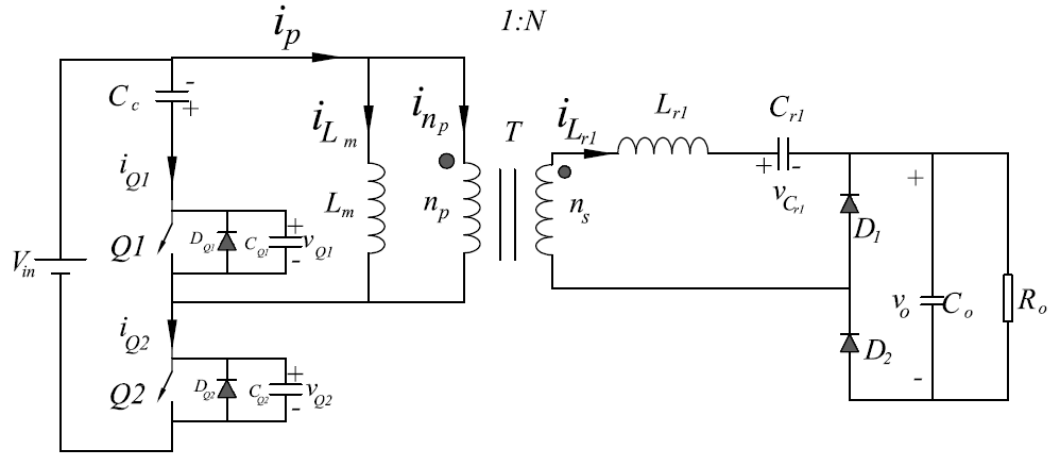 i_p
1:N
C_c
-
+
i_{L_m}
i_{n_p}
T
i_{L_{r1}}
L_{r1}
C_{r1}
+ -
v_{C_{r1}}
i_{Q1}
Q1
D_{Q1}
C_{Q1}
+
v_{Q1}
-
L_m
n_p
n_s
D_1
+
V_{in}
i_{Q2}
Q2
D_{Q2}
C_{Q2}
+
v_{Q2}
-
D_2
v_o
C_o
R_o
-